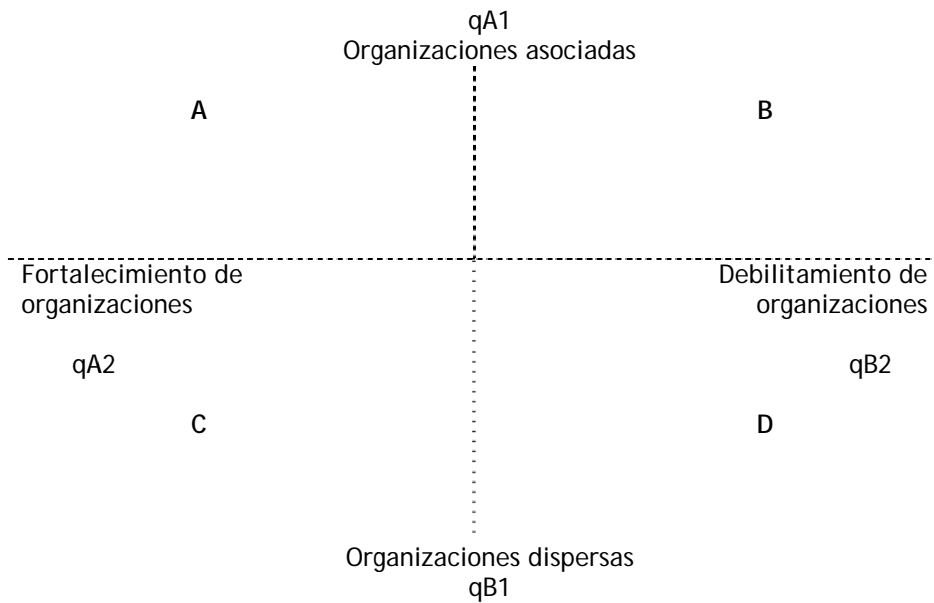 qA1
Organizaciones asociadas
A
B
Fortalecimiento de
organizaciones
Debilitamiento de
organizaciones
qA2
qB2
C
D
Organizaciones dispersas
qB1